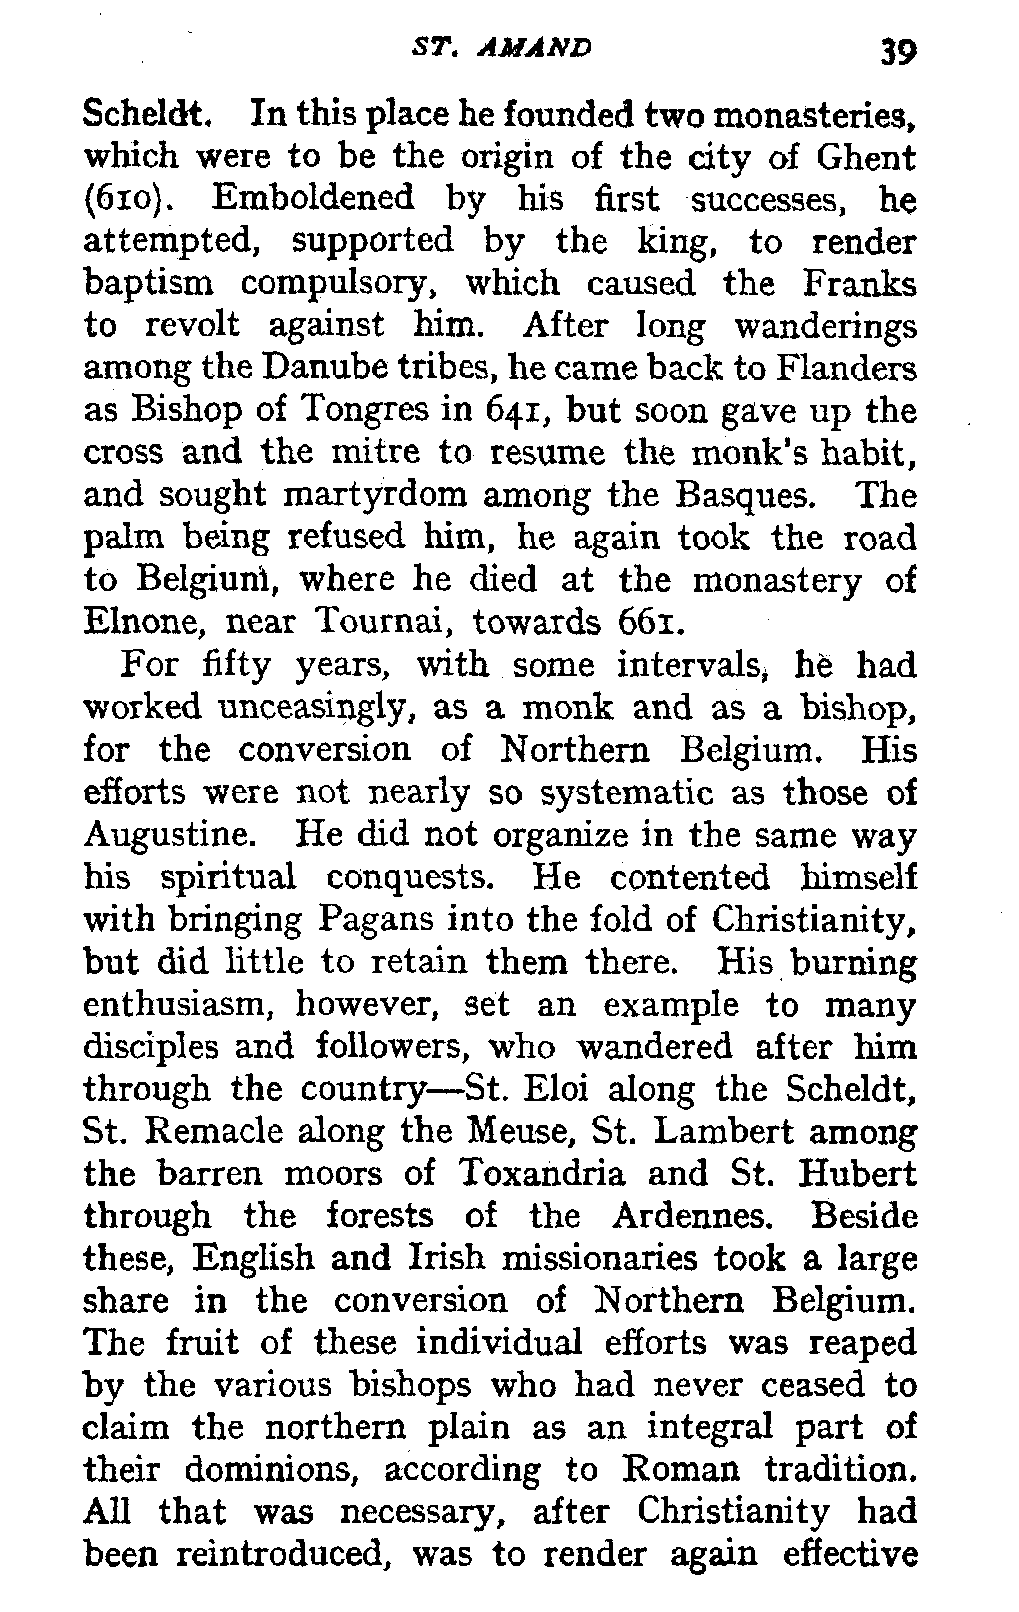 ST. AMAND 39
Scheldt. In this place he founded two monasteries,
which were to be the origin of the city of Ghent
(610). Emboldened by his first successes, he
attempted, supported by the king, to render
baptism compulsory, which caused the Franks
to revolt against him. After long wanderings
among the Danube tribes, he came back to Flanders
as Bishop of Tongres in 641, but soon gave up the
cross and the mitre to resume the monk's habit,
and sought martyrdom among the Basques. The
palm being refused him, he again took the road
to Belgium, where he died at the monastery of
Elnone, near Tournai, towards 661.
For fifty years, with some intervals, he had
worked unceasingly, as a monk and as a bishop,
for the conversion of Northern Belgium. His
efforts were not nearly so systematic as those of
Augustine. He did not organize in the same way
his spiritual conquests. He contented himself
with bringing Pagans into the fold of Christianity,
but did little to retain them there. His burning
enthusiasm, however, set an example to many
disciples and followers, who wandered after him
through the country—St. Eloi along the Scheldt,
St. Remacle along the Meuse, St. Lambert among
the barren moors of Toxandria and St. Hubert
through the forests of the Ardennes. Beside
these, English and Irish missionaries took a large
share in the conversion of Northern Belgium.
The fruit of these individual efforts was reaped
by the various bishops who had never ceased to
claim the northern plain as an integral part of
their dominions, according to Roman tradition.
All that was necessary, after Christianity had
been reintroduced, was to render again effective